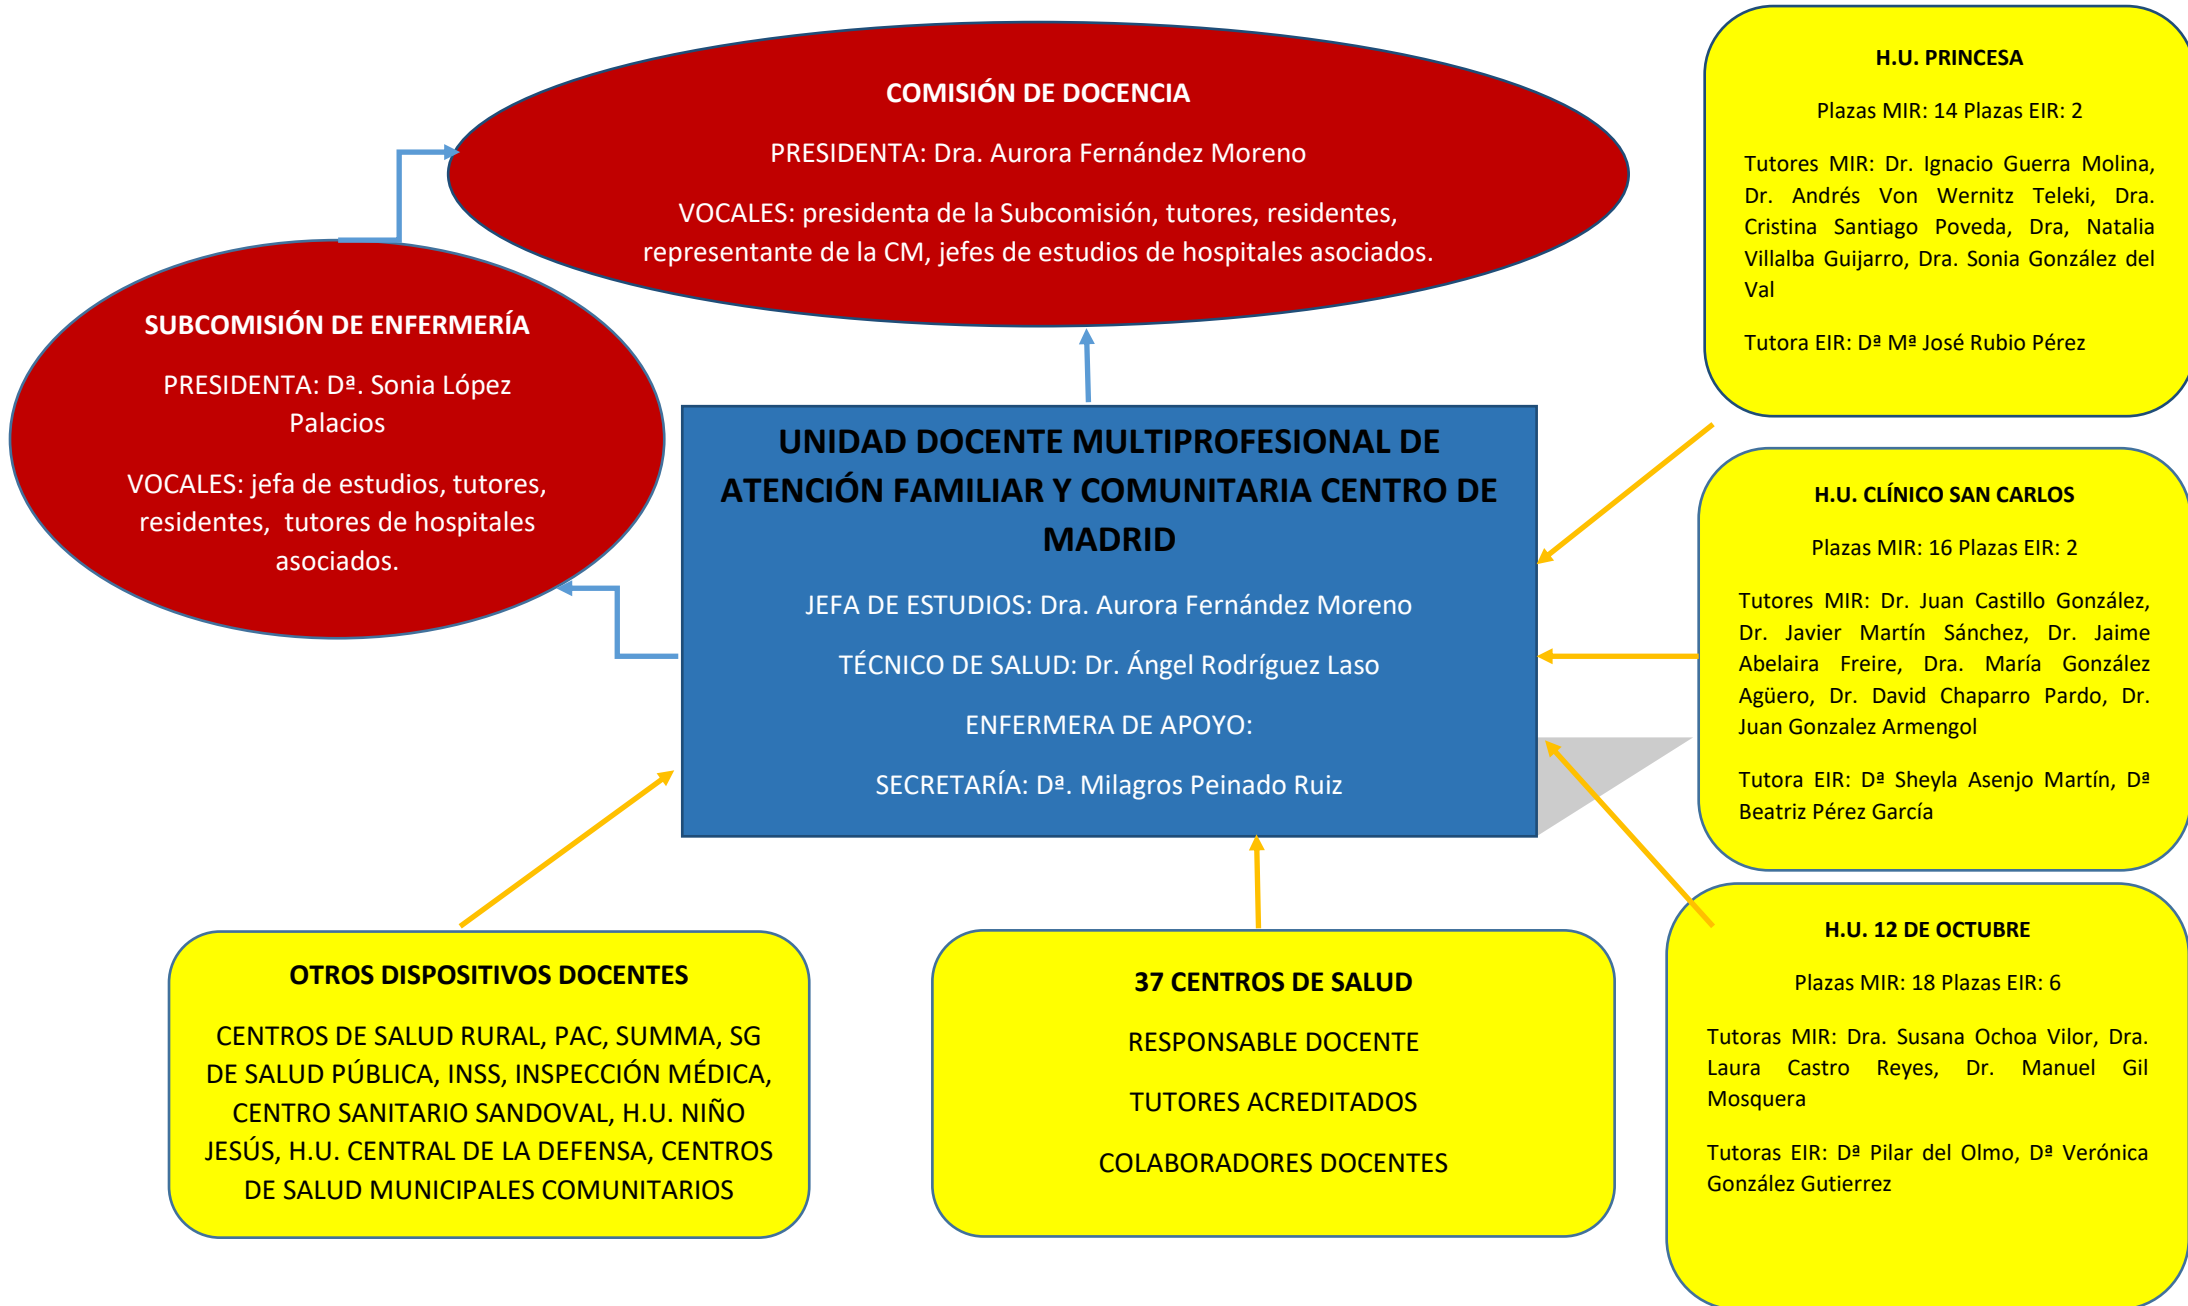 COMISIÓN DE DOCENCIA
PRESIDENTA: Dra. Aurora Fernández Moreno
VOCALES: presidenta de la Subcomisión, tutores, residentes,
representante de la CM, jefes de estudios de hospitales asociados.
SUBCOMISIÓN DE ENFERMERÍA
PRESIDENTA: Dª. Sonia López
Palacios
VOCALES: jefa de estudios, tutores,
residentes, tutores de hospitales
asociados.
UNIDAD DOCENTE MULTIPROFESIONAL DE
ATENCIÓN FAMILIAR Y COMUNITARIA CENTRO DE
MADRID
JEFA DE ESTUDIOS: Dra. Aurora Fernández Moreno
TÉCNICO DE SALUD: Dr. Ángel Rodríguez Laso
ENFERMERA DE APOYO:
SECRETARÍA: Dª. Milagros Peinado Ruiz
H.U. PRINCESA
Plazas MIR: 14 Plazas EIR: 2
Tutores MIR: Dr. Ignacio Guerra Molina,
Dr. Andrés Von Wernitz Teleki, Dra.
Cristina Santiago Poveda, Dra, Natalia
Villalba Guijarro, Dra. Sonia González del
Val
Tutora EIR: Dª Mª José Rubio Pérez
H.U. CLÍNICO SAN CARLOS
Plazas MIR: 16 Plazas EIR: 2
Tutores MIR: Dr. Juan Castillo González,
Dr. Javier Martín Sánchez, Dr. Jaime
Abelaira Freire, Dra. María González
Agüero, Dr. David Chaparro Pardo, Dr.
Juan Gonzalez Armengol
Tutora EIR: Dª Sheyla Asenjo Martín, Dª
Beatriz Pérez García
H.U. 12 DE OCTUBRE
Plazas MIR: 18 Plazas EIR: 6
Tutoras MIR: Dra. Susana Ochoa Vilor, Dra.
Laura Castro Reyes, Dr. Manuel Gil
Mosquera
Tutoras EIR: Dª Pilar del Olmo, Dª Verónica
González Gutierrez
OTROS DISPOSITIVOS DOCENTES
CENTROS DE SALUD RURAL, PAC, SUMMA, SG
DE SALUD PÚBLICA, INSS, INSPECCIÓN MÉDICA,
CENTRO SANITARIO SANDOVAL, H.U. NIÑO
JESÚS, H.U. CENTRAL DE LA DEFENSA, CENTROS
DE SALUD MUNICIPALES COMUNITARIOS
37 CENTROS DE SALUD
RESPONSABLE DOCENTE
TUTORES ACREDITADOS
COLABORADORES DOCENTES